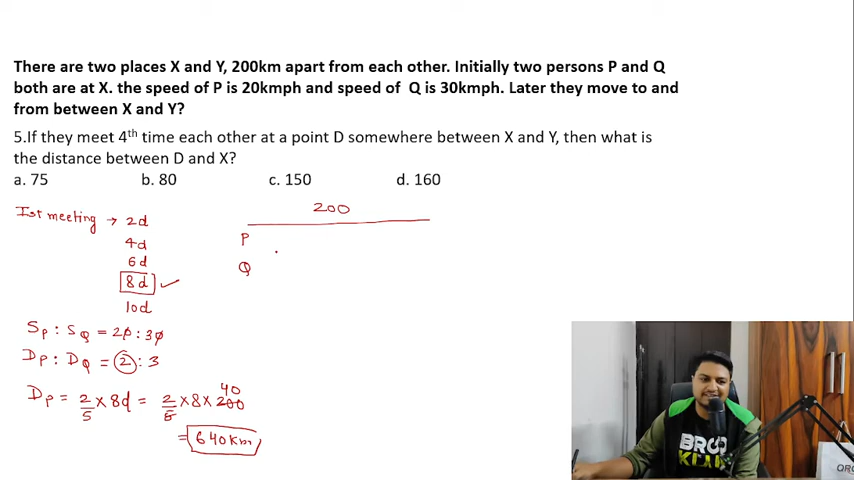 There are two places X and Y, 200km apart from each other. Initially two persons P and Q
both are at X. the speed of P is 20kmph and speed of Q is 30kmph. Later they move to and
from between X and Y?
5.If they meet 4th time each other at a point D somewhere between X and Y, then what is
the distance between D and X?
a. 75 b. 80 c. 150 d. 160
Ist meeting → 2d
4d
6d
8d ✓
10d
200
P
Q
Sp : SQ = 20 : 30
Dp : DQ = 2 : 3
Dp = 2/5 × 8d = 2/5 × 8 × 200 40
= 640km
BROO
KLAN
QRO